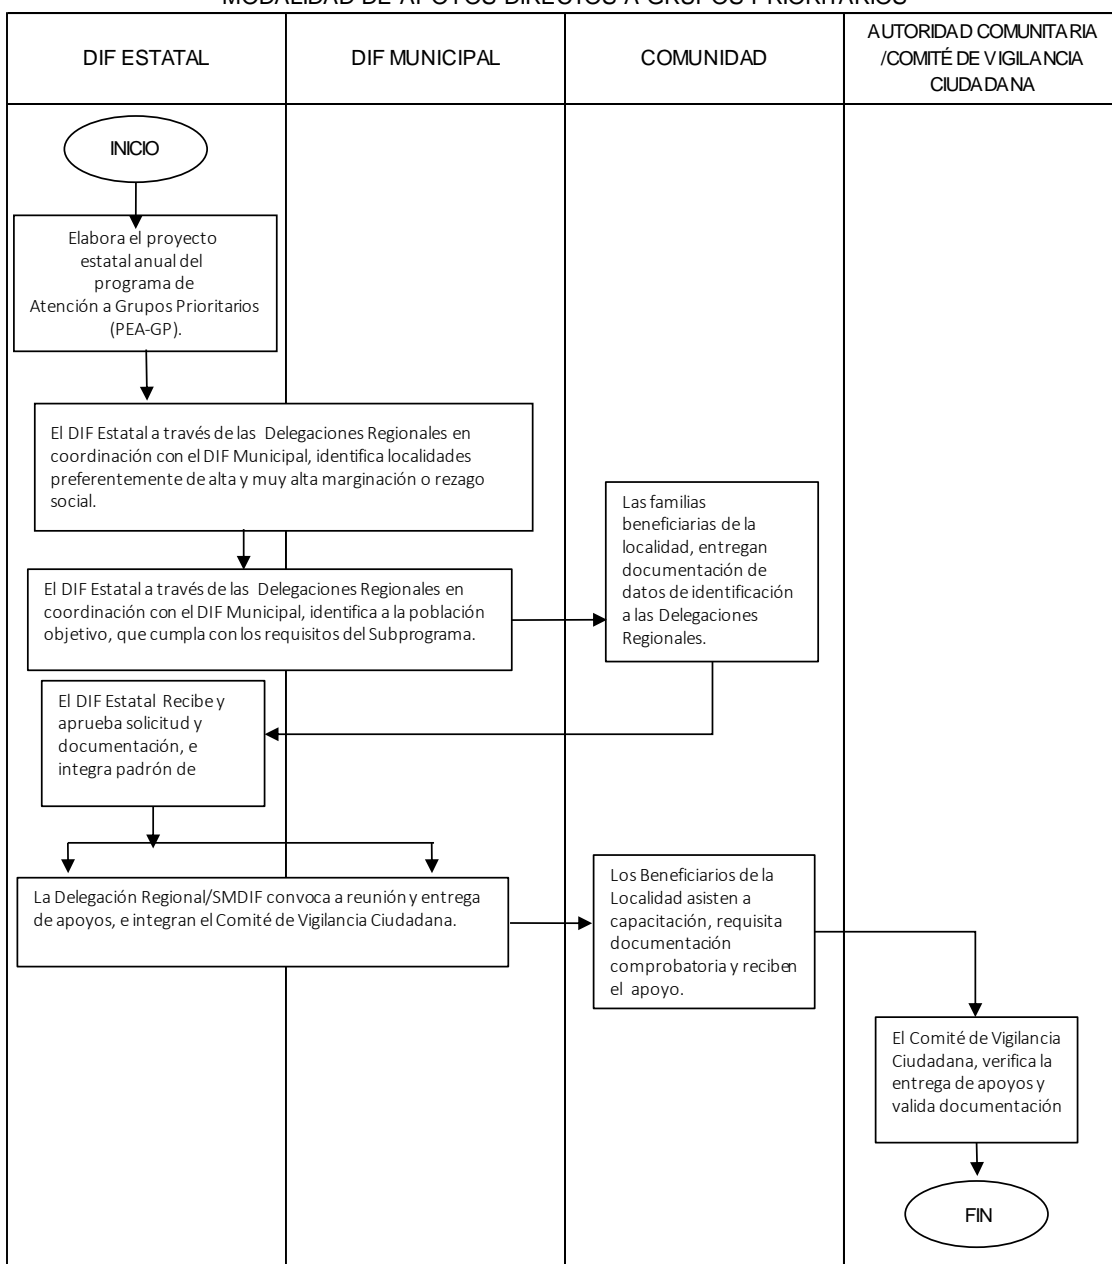 MODALIDAD DE APOYOS DIRECTOS A GRUPOS PRIORITARIOS
DIF ESTATAL
DIF MUNICIPAL
COMUNIDAD
AUTORIDAD COMUNITARIA
/COMITÉ DE VIGILANCIA
CIUDADANA
INICIO
Elabora el proyecto
estatal anual del
programa de
Atención a Grupos Prioritarios
(PEA-GP).
El DIF Estatal a través de las Delegaciones Regionales en
coordinación con el DIF Municipal, identifica localidades
preferentemente de alta y muy alta marginación o rezago
social.
El DIF Estatal a través de las Delegaciones Regionales en
coordinación con el DIF Municipal, identifica a la población
objetivo, que cumpla con los requisitos del Subprograma.
Las familias
beneficiarias de la
localidad, entregan
documentación de
datos de identificación
a las Delegaciones
Regionales.
El DIF Estatal Recibe y
aprueba solicitud y
documentación, e
integra padrón de
La Delegación Regional/SMDIF convoca a reunión y entrega
de apoyos, e integran el Comité de Vigilancia Ciudadana.
Los Beneficiarios de la
Localidad asisten a
capacitación, requisita
documentación
comprobatoria y reciben
el apoyo.
El Comité de Vigilancia
Ciudadana, verifica la
entrega de apoyos y
valida documentación
FIN